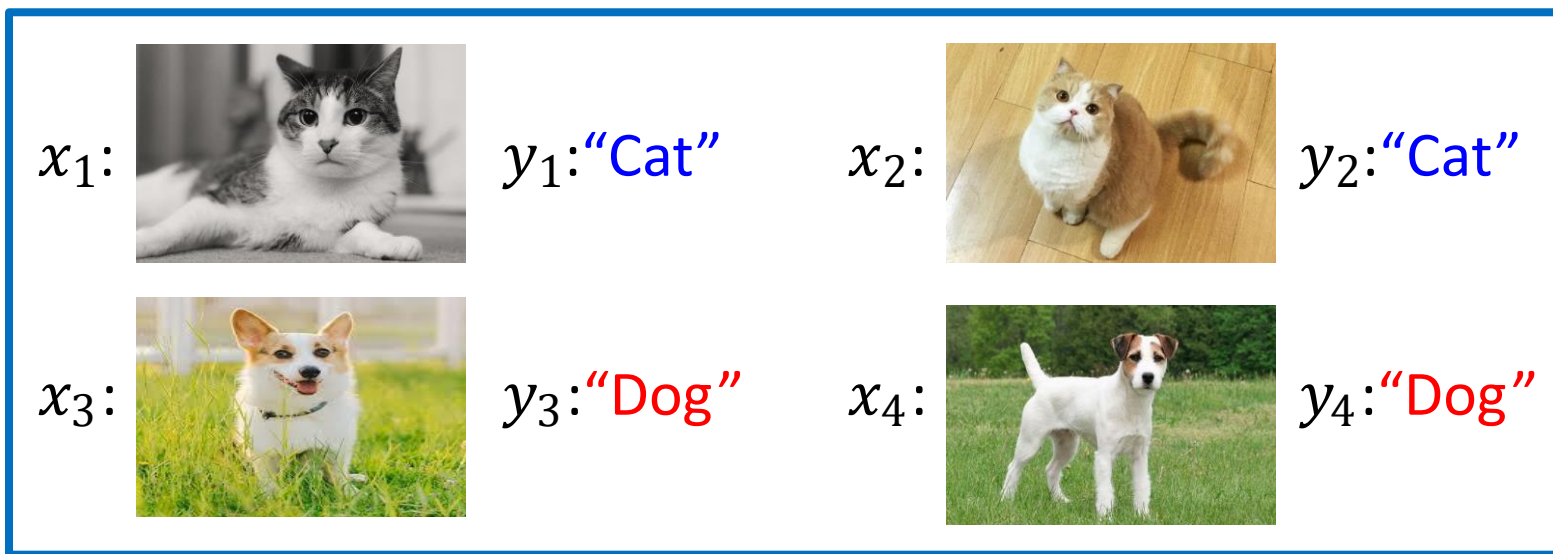 x₁: y₁:“Cat” x₂: y₂:“Cat”
x₃: y₃:“Dog” x₄: y₄:“Dog”